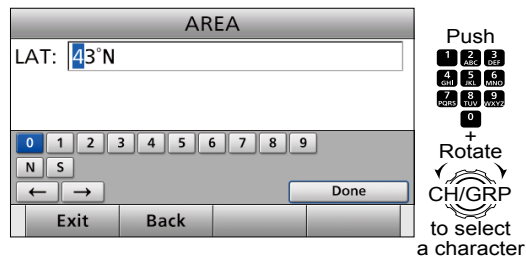 AREA
LAT: 43°N
0 1 2 3 4 5 6 7 8 9
N S
← → Done
Exit Back
Push
1 2 ABC 3 DEF
4 GHI 5 JKL 6 MNO
7 PQRS 8 TUV 9 WXYZ
0
+
Rotate
CH/GRP
to select
a character